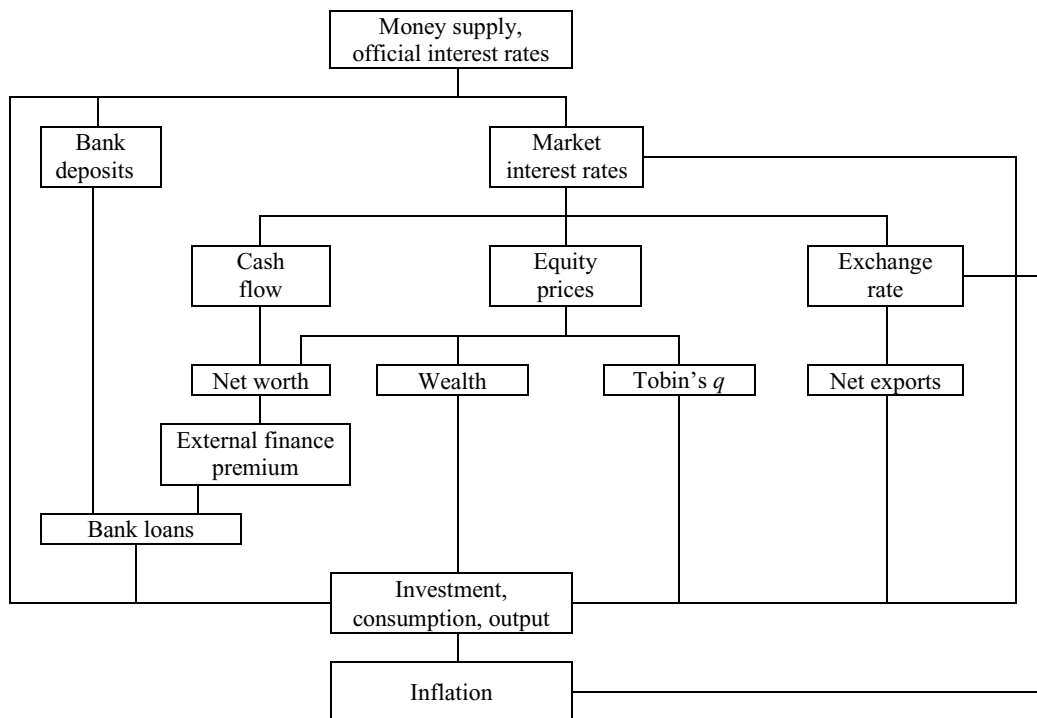 Money supply,
official interest rates
Bank
deposits
Market
interest rates
Cash
flow
Equity
prices
Exchange
rate
Net worth
Wealth
Tobin’s q
Net exports
External finance
premium
Bank loans
Investment,
consumption, output
Inflation